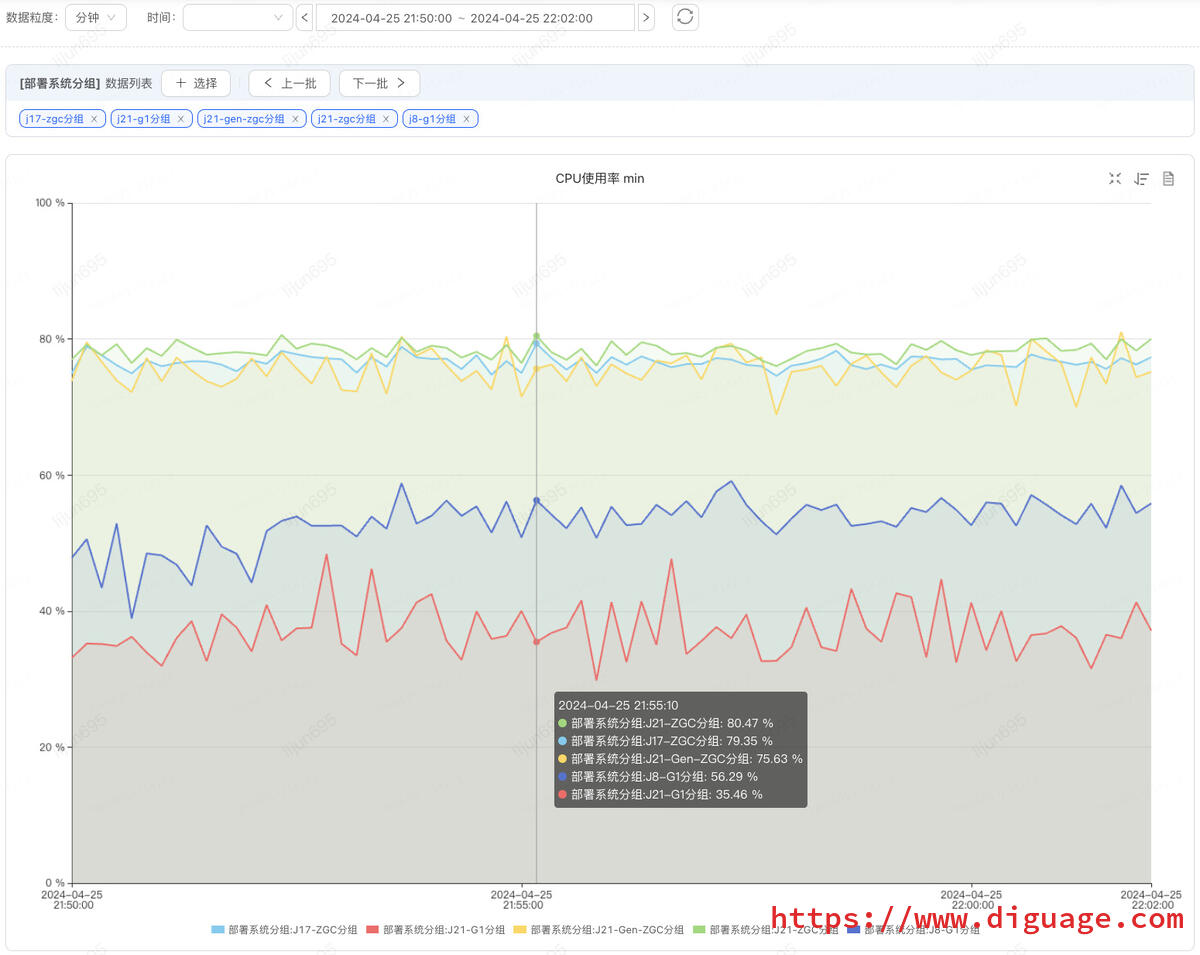 数据粒度: 分钟 时间: 2024-04-25 21:50:00 ~ 2024-04-25 22:02:00
[部署系统分组] 数据列表 + 选择 < 上一批 下一批 >
j17-zgc分组 × j21-g1分组 × j21-gen-zgc分组 × j21-zgc分组 × j8-g1分组 ×
CPU使用率 min
100 %
80 %
60 %
40 %
20 %
0 %
2024-04-25 21:55:10
部署系统分组:J21-ZGC分组: 80.47 %
部署系统分组:J17-ZGC分组: 79.35 %
部署系统分组:J21-Gen-ZGC分组: 75.63 %
部署系统分组:J8-G1分组: 56.29 %
部署系统分组:J21-G1分组: 35.46 %
2024-04-25 2024-04-25 2024-04-25 2024-04-25
21:50:00 21:55:00 22:00:00 22:02:00
https://www.diguage.com
部署系统分组:J17-ZGC分组 部署系统分组:J21-G1分组 部署系统分组:J21-Gen-ZGC分组 部署系统分组:J21-ZGC分组 部署系统分组:J8-G1分组
lijun695